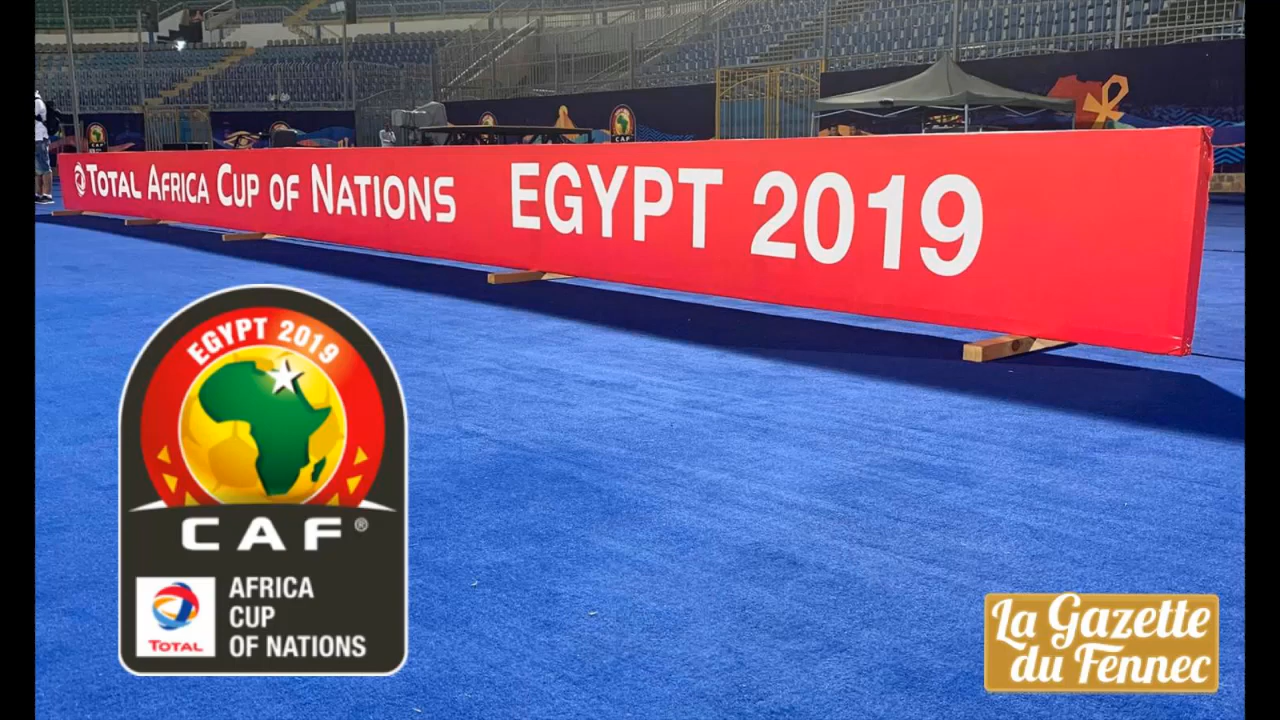 TOTAL AFRICA CUP OF NATIONS EGYPT 2019
EGYPT 2019
CAF®
TOTAL
AFRICA
CUP
OF NATIONS
La Gazette
du Fennec